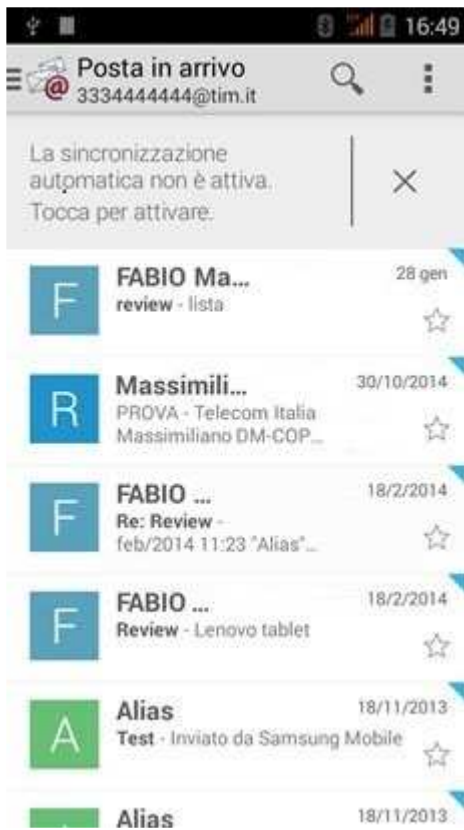 16:49
Posta in arrivo
3334444444@tim.it
La sincronizzazione
automatica non è attiva.
Tocca per attivare.
F
FABIO Ma...
28 gen
review - lista
R
Massimili...
30/10/2014
PROVA - Telecom Italia
Massimiliano DM-COP...
F
FABIO ...
18/2/2014
Re: Review -
feb/2014 11:23 "Alias"...
F
FABIO ...
18/2/2014
Review - Lenovo tablet
A
Alias
18/11/2013
Test - Inviato da Samsung Mobile
Alias
18/11/2013